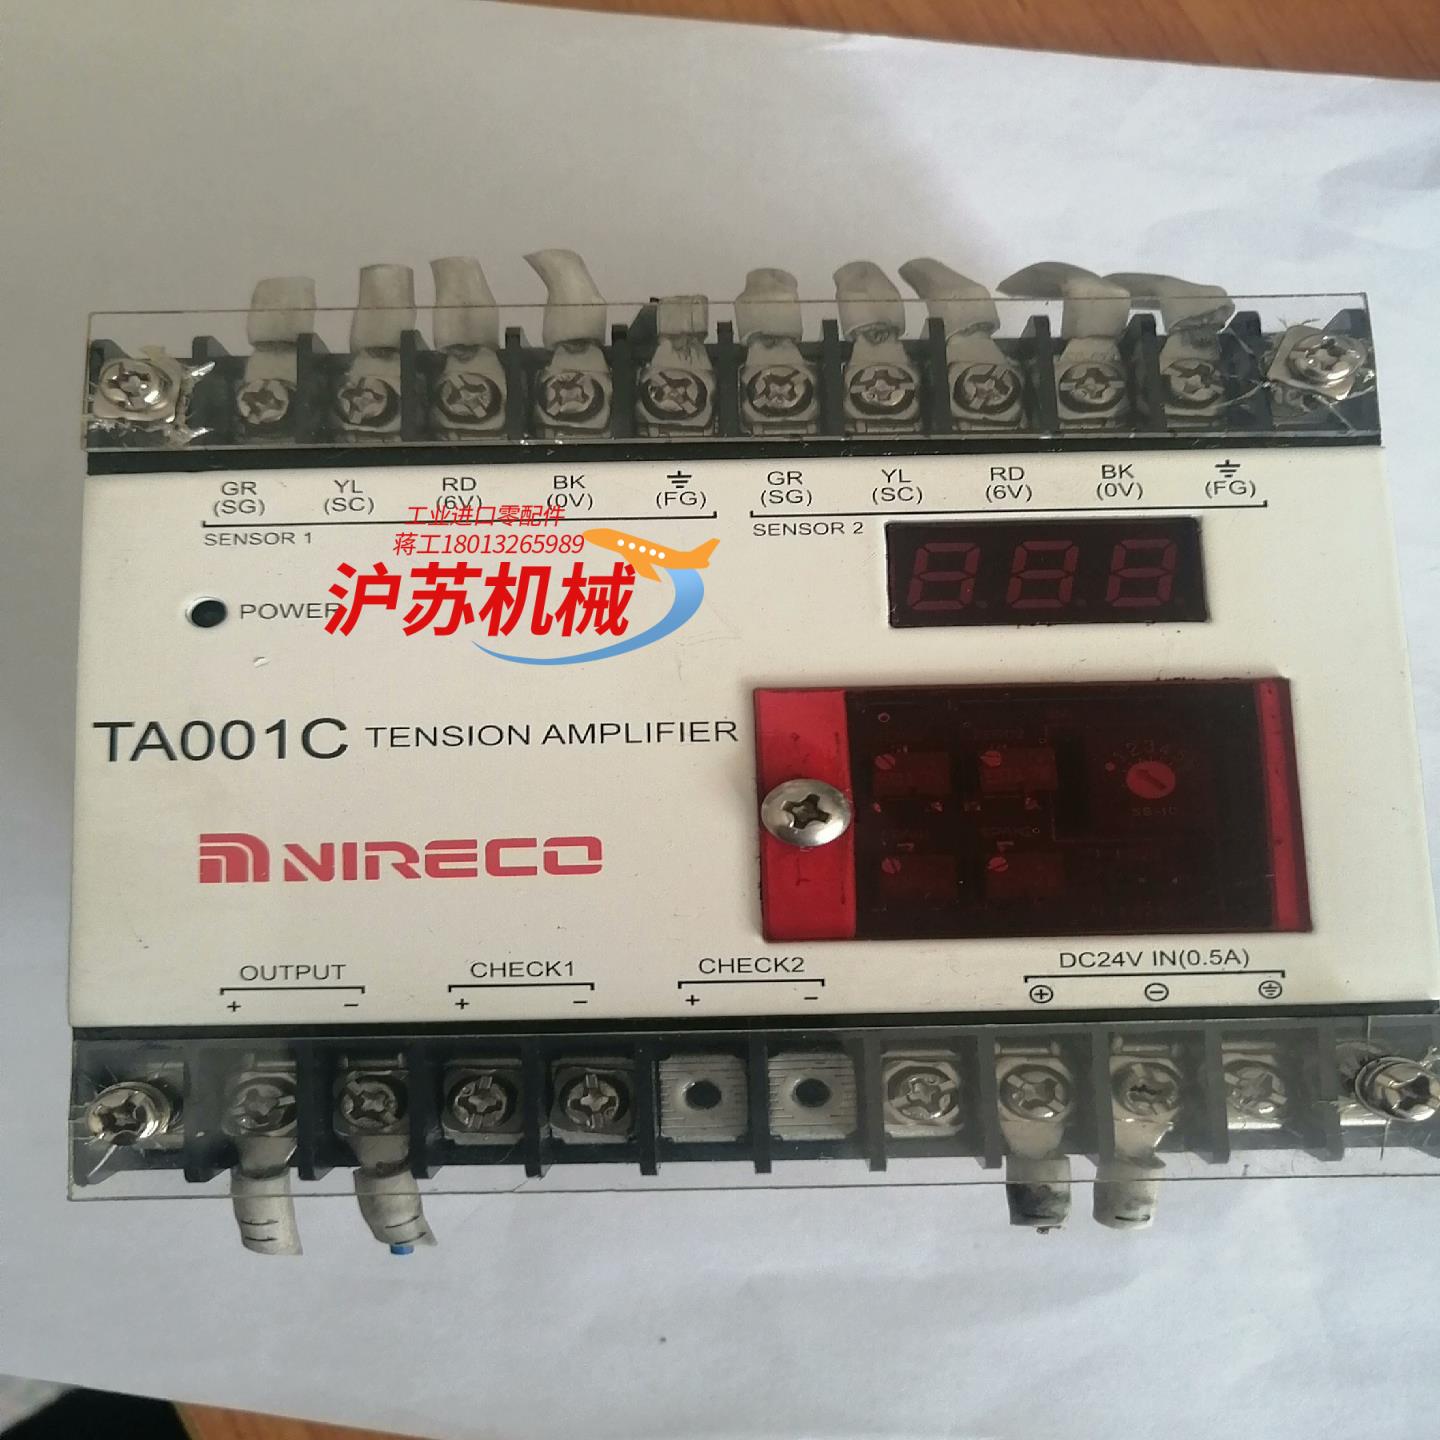 GR YL RD BK GR YL RD BK
(SG) (SC) (6V) (0V) (FG) (SG) (SC) (6V) (0V) (FG)
SENSOR 1 SENSOR 2
工业进口零配件
蒋工18013265989
沪苏机械
POWER
888
TA001C TENSION AMPLIFIER
NIRECO
OUTPUT CHECK1 CHECK2 DC24V IN(0.5A)
+ − + − + − + −